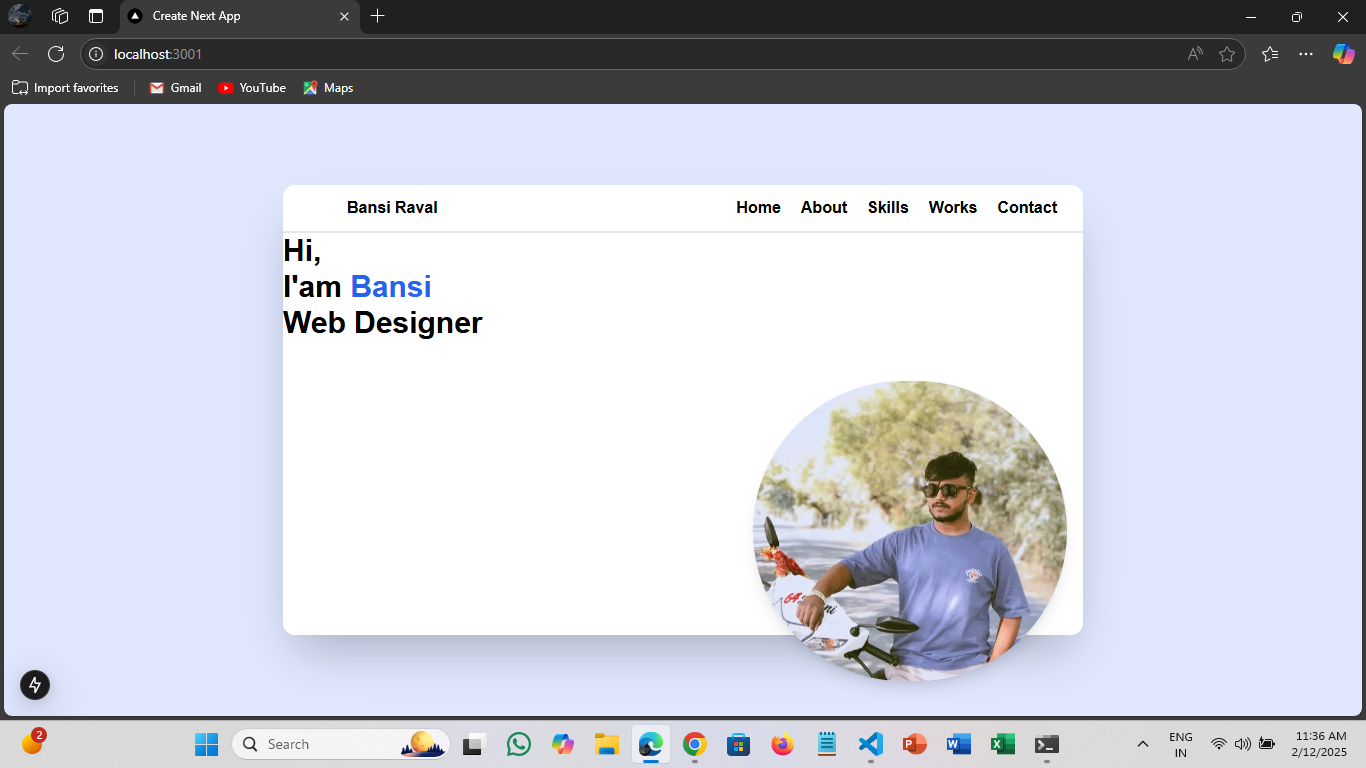 Create Next App
localhost:3001
Import favorites
Gmail
YouTube
Maps
Bansi Raval
Home About Skills Works Contact
Hi,
I'am Bansi
Web Designer
2
Search
ENG
IN
11:36 AM
2/12/2025